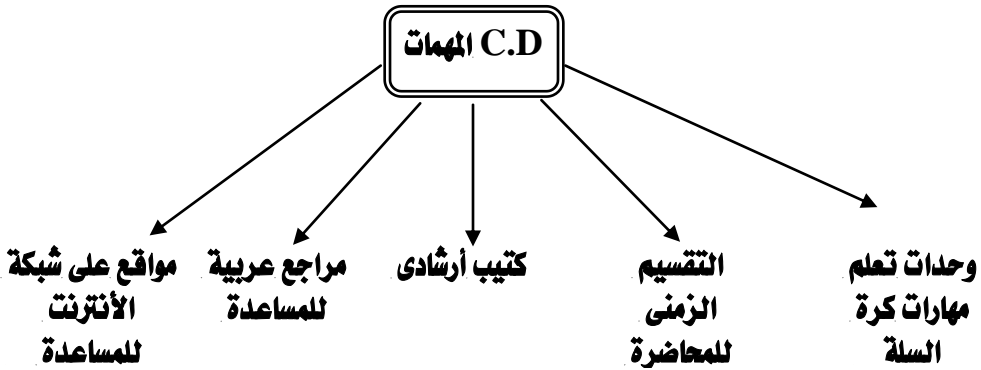 C.D المهمات
وحدات تعلم
مهارات كرة
السلة
التقسيم
الزمنى
للمحاضرة
كتيب أرشادى
مراجع عربية
للمساعدة
مواقع على شبكة
الأنترنت
للمساعدة